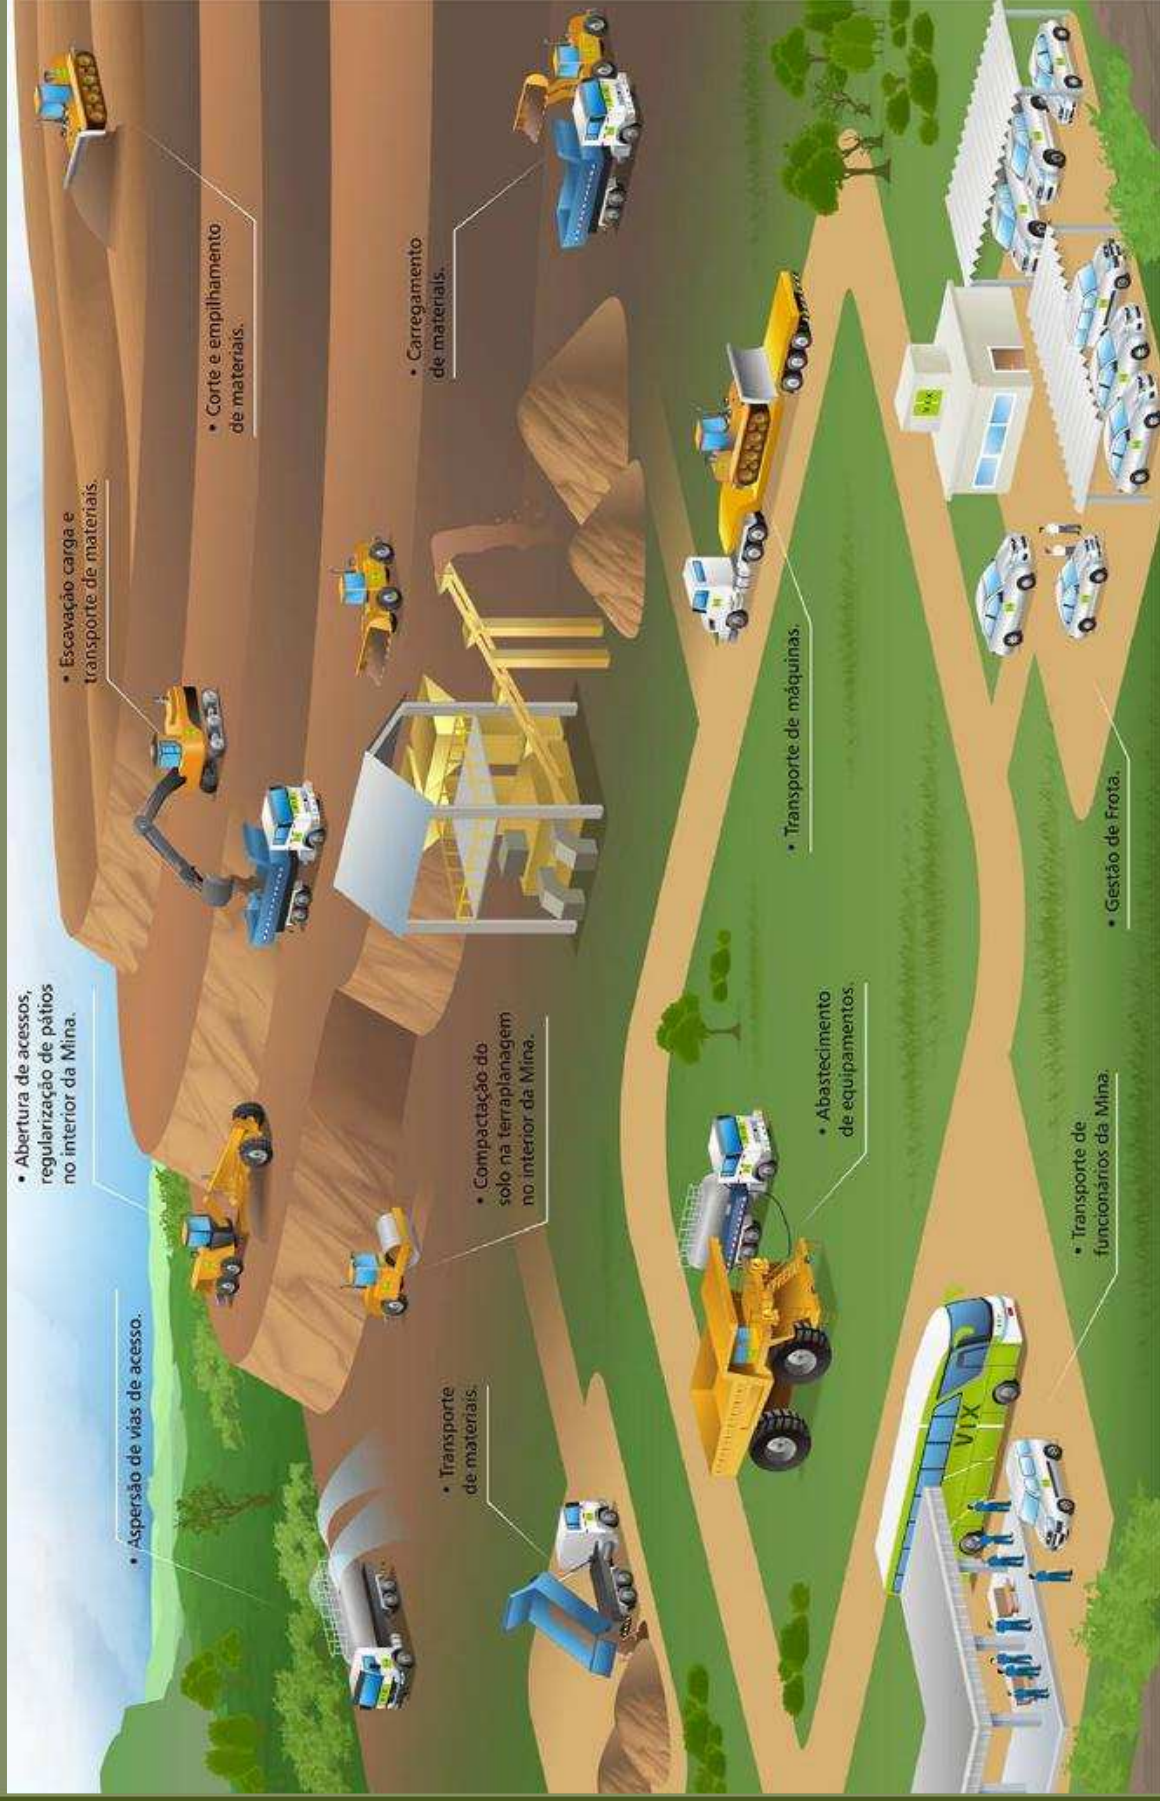 • Aspersão de vias de acesso.
• Abertura de acessos,
regularização de pátios
no interior da Mina.
• Escavação carga e
transporte de materiais.
• Corte e empilhamento
de materiais.
• Carregamento
de materiais.
• Compactação do
solo na terraplanagem
no interior da Mina.
• Transporte
de materiais.
• Transporte de máquinas.
• Abastecimento
de equipamentos.
• Transporte de
funcionários da Mina.
• Gestão de Frota.
VIX
VIX